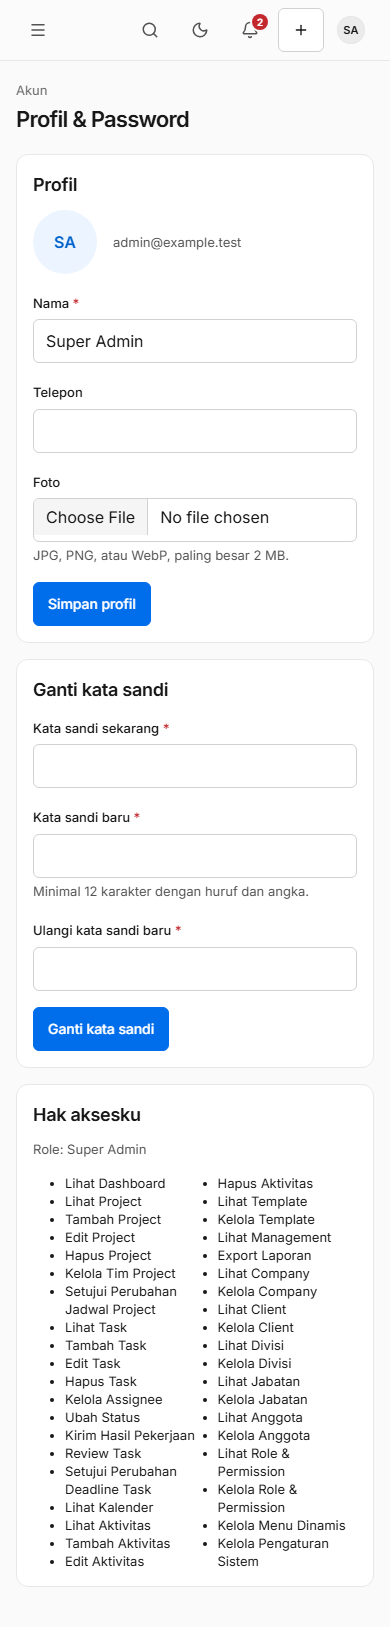 2
SA
Akun
Profil & Password
Profil
SA
admin@example.test
Nama *
Super Admin
Telepon
Foto
Choose File No file chosen
JPG, PNG, atau WebP, paling besar 2 MB.
Simpan profil
Ganti kata sandi
Kata sandi sekarang *
Kata sandi baru *
Minimal 12 karakter dengan huruf dan angka.
Ulangi kata sandi baru *
Ganti kata sandi
Hak aksesku
Role: Super Admin
Lihat Dashboard
Lihat Project
Tambah Project
Edit Project
Hapus Project
Kelola Tim Project
Setujui Perubahan
Jadwal Project
Lihat Task
Tambah Task
Edit Task
Hapus Task
Kelola Assignee
Ubah Status
Kirim Hasil Pekerjaan
Review Task
Setujui Perubahan
Deadline Task
Lihat Kalender
Lihat Aktivitas
Tambah Aktivitas
Edit Aktivitas
Hapus Aktivitas
Lihat Template
Kelola Template
Lihat Management
Export Laporan
Lihat Company
Kelola Company
Lihat Client
Kelola Client
Lihat Divisi
Kelola Divisi
Lihat Jabatan
Kelola Jabatan
Lihat Anggota
Kelola Anggota
Lihat Role &
Permission
Kelola Role &
Permission
Kelola Menu Dinamis
Kelola Pengaturan
Sistem